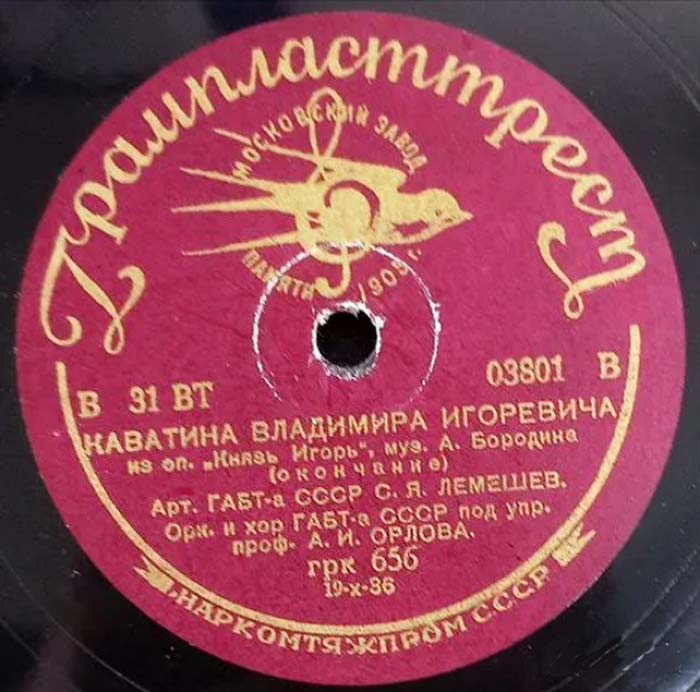 Грампласттрест
МОСКОВСКИЙ ЗАВОД
ПАМЯТИ 1905 г.
В 31 ВТ 03801 В
КАВАТИНА ВЛАДИМИРА ИГОРЕВИЧА
из оп. „Князь Игорь", муз. А. Бородина
(окончание)
Арт. ГАБТ-а СССР С. Я. ЛЕМЕШЕВ.
Орк. и хор ГАБТ-а СССР под упр.
проф. А. И. ОРЛОВА.
грк 656
19-x-36
НАРКОМТЯЖПРОМ СССР